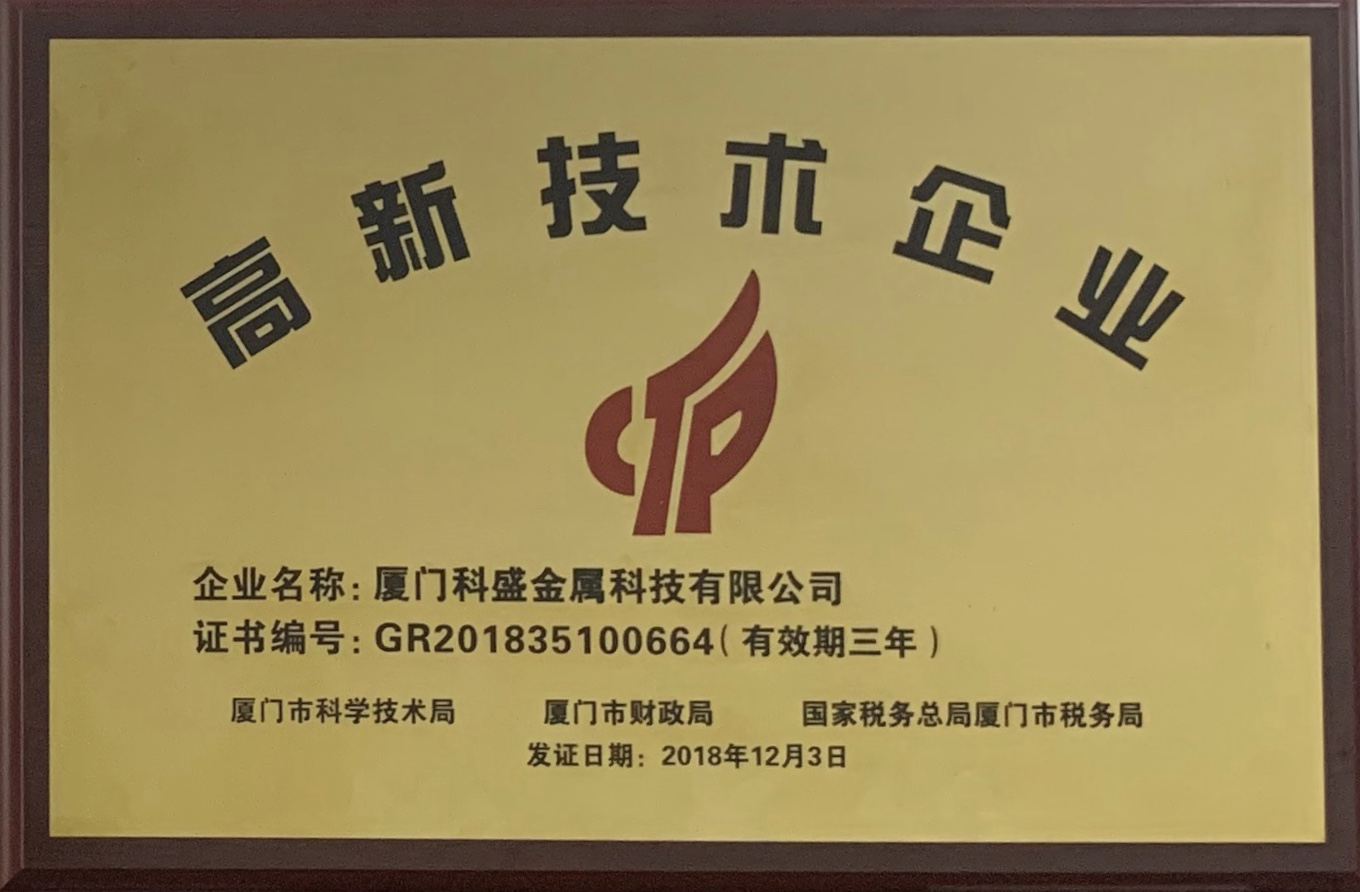 高新技术企业
CTP
企业名称：厦门科盛金属科技有限公司
证书编号：GR201835100664（有效期三年）
厦门市科学技术局 厦门市财政局 国家税务总局厦门市税务局
发证日期：2018年12月3日